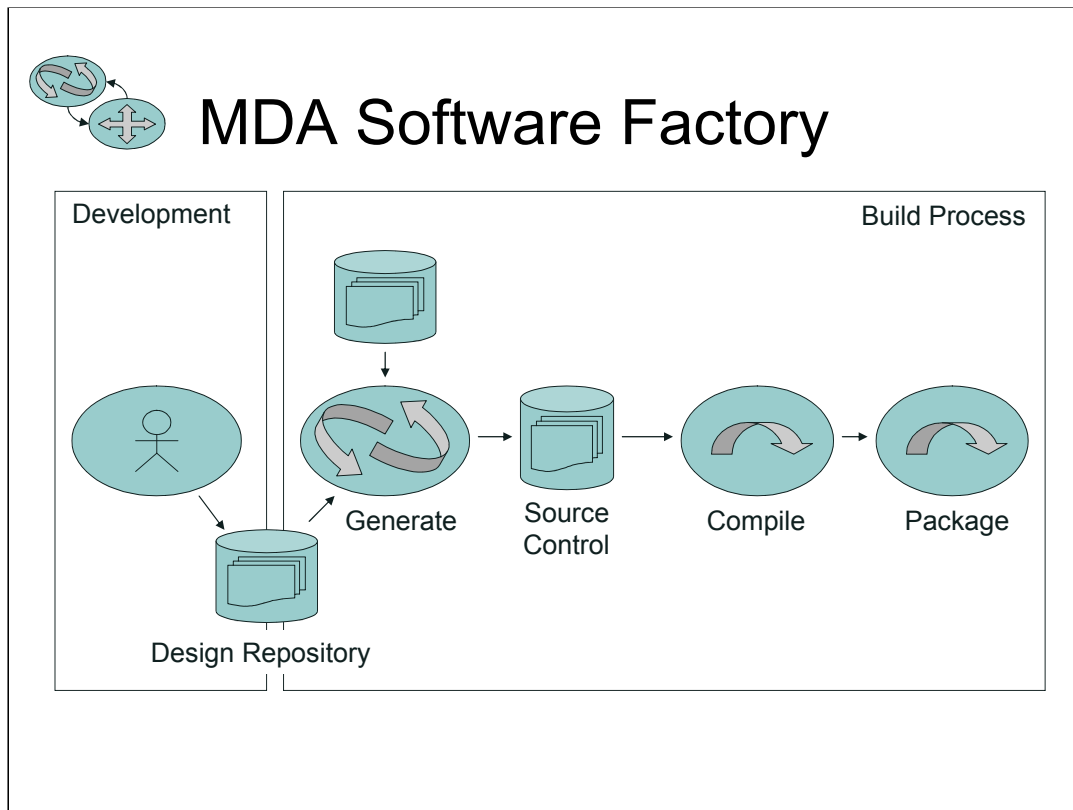 MDA Software Factory
Development
Build Process
Generate
Source
Control
Compile
Package
Design Repository